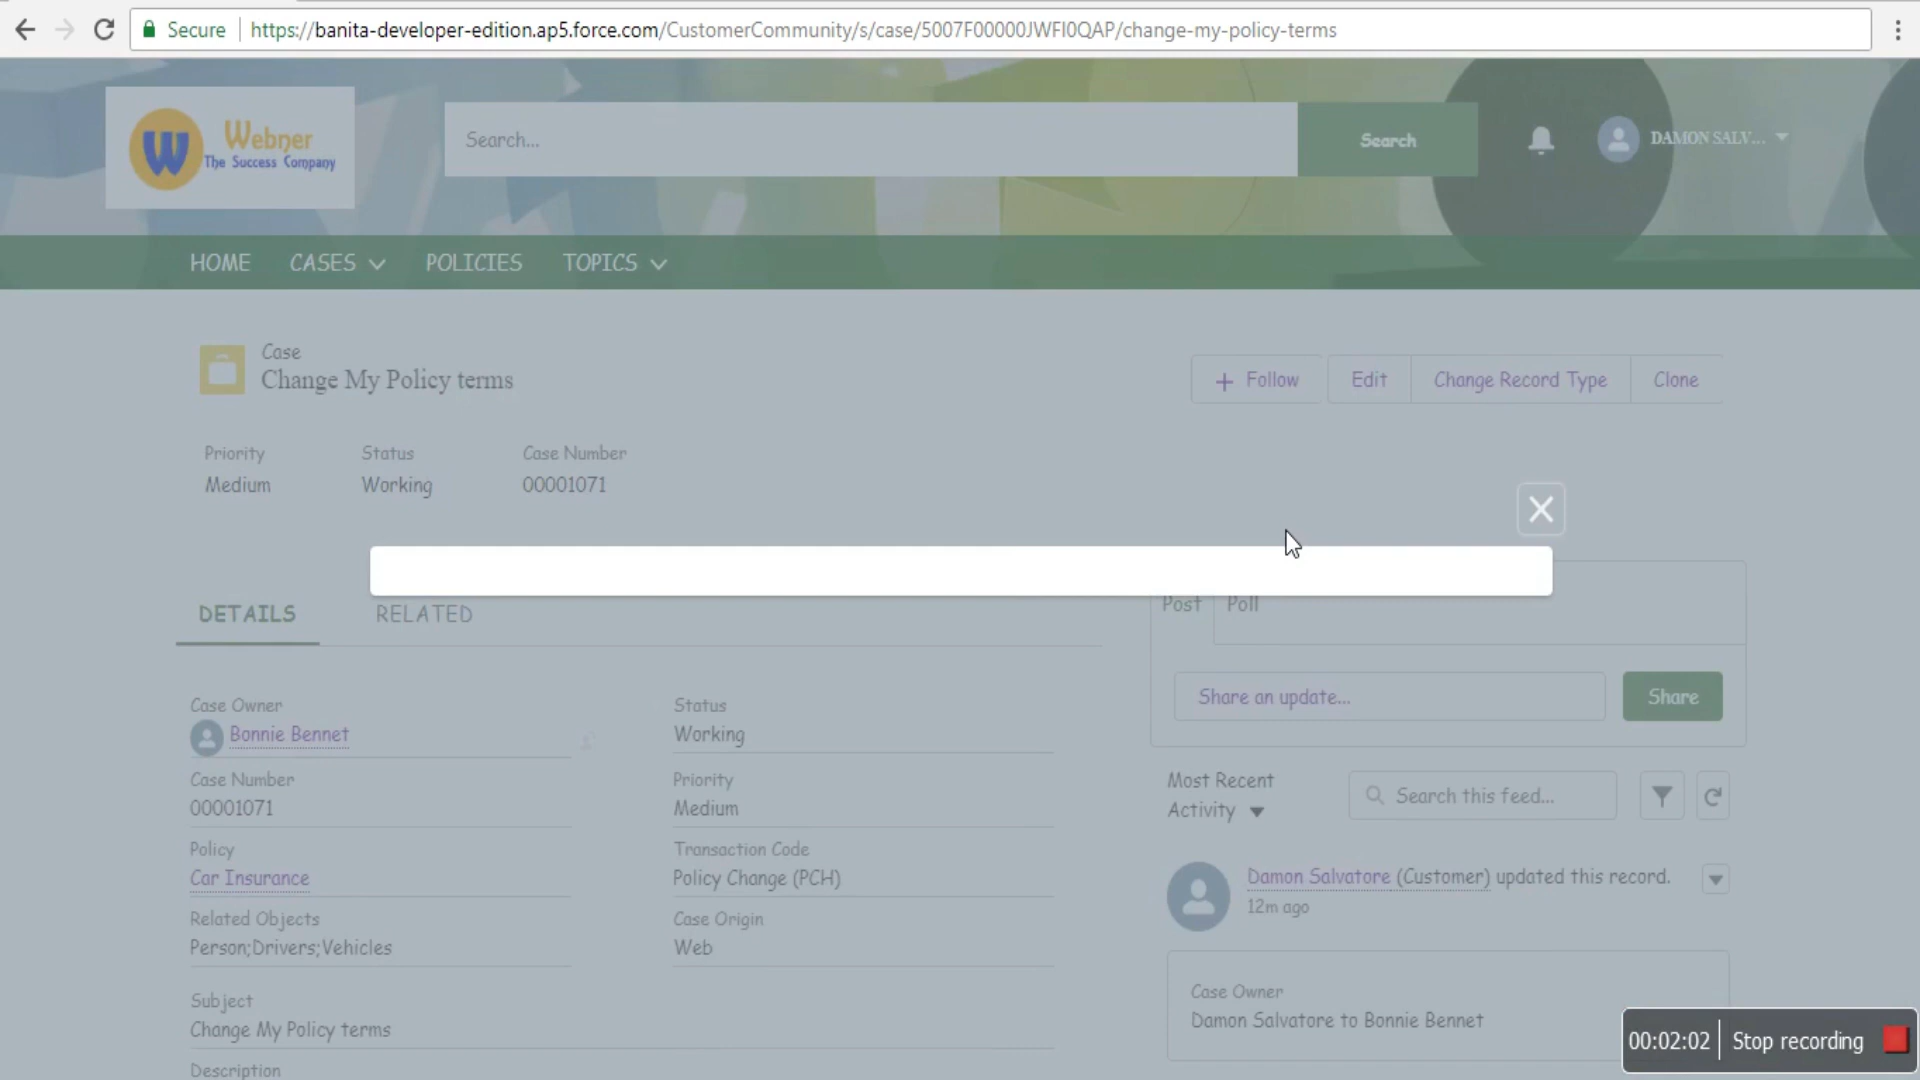 Secure https://banita-developer-edition.ap5.force.com/CustomerCommunity/s/case/5007F00000JWFI0QAP/change-my-policy-terms
W Webner
The Success Company
Search...
Search
DAMON SALV...
HOME CASES POLICIES TOPICS
Case
Change My Policy terms
+ Follow Edit Change Record Type Clone
Priority Status Case Number
Medium Working 00001071
DETAILS RELATED
Post Poll
Share an update...
Share
Case Owner
Bonnie Bennet
Status
Working
Case Number
00001071
Priority
Medium
Policy
Car Insurance
Transaction Code
Policy Change (PCH)
Related Objects
Person;Drivers;Vehicles
Case Origin
Web
Subject
Change My Policy terms
Description
Most Recent
Activity
Search this feed...
Damon Salvatore (Customer) updated this record.
12m ago
Case Owner
Damon Salvatore to Bonnie Bennet
00:02:02 Stop recording